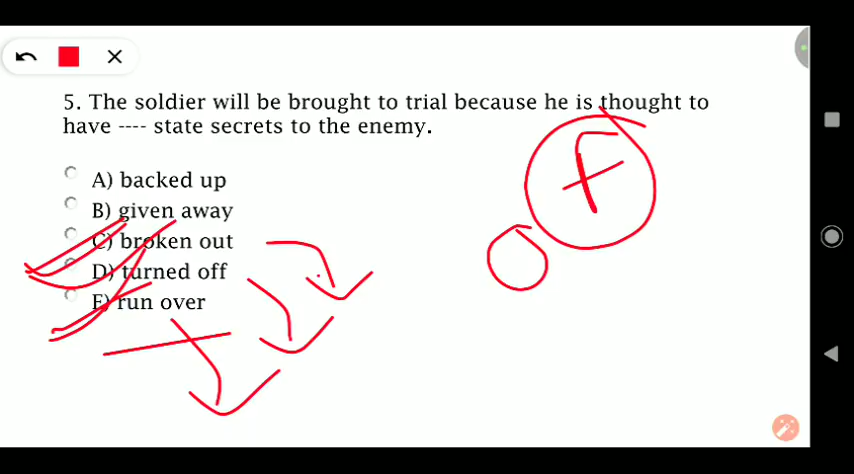 5. The soldier will be brought to trial because he is thought to
have ---- state secrets to the enemy.
A) backed up
B) given away
C) broken out
D) turned off
E) run over
f